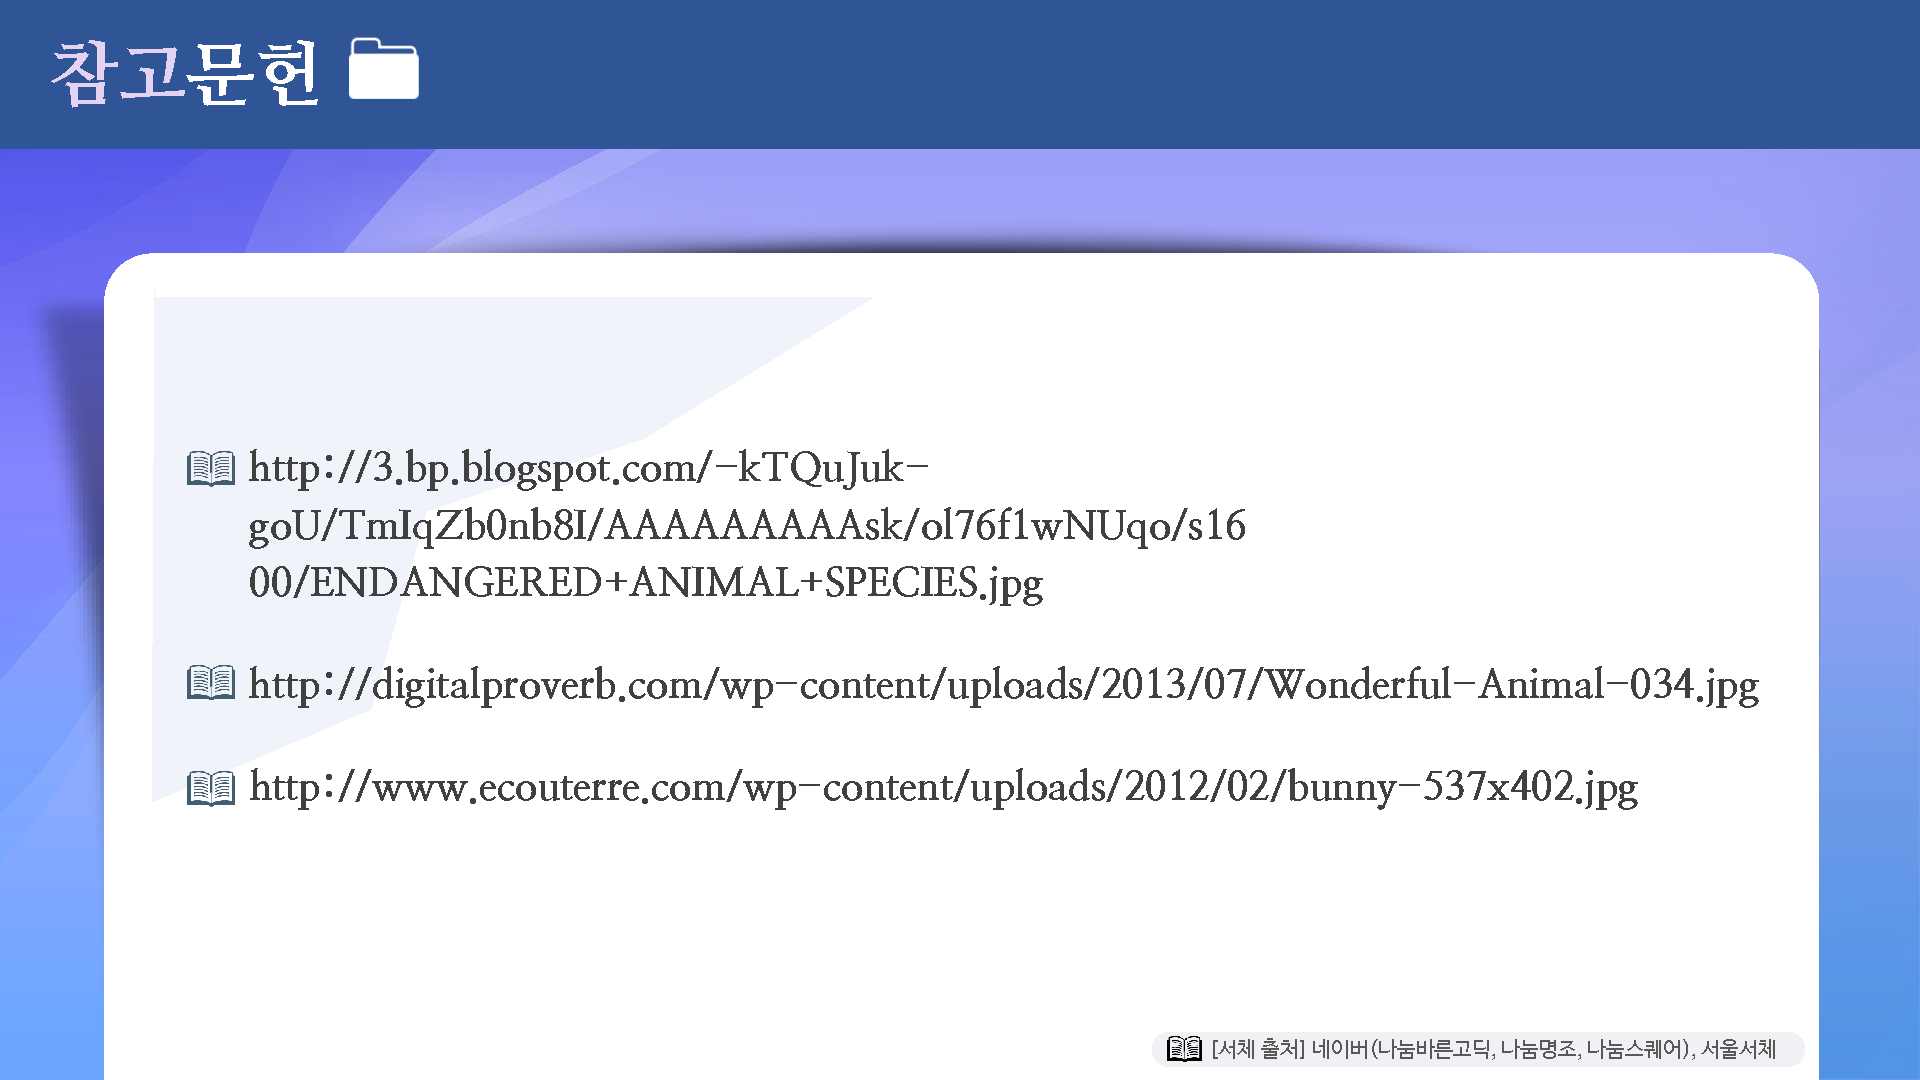 참고문헌
http://3.bp.blogspot.com/-kTQuJuk-
goU/TmIqZb0nb8I/AAAAAAAAAsk/ol76f1wNUqo/s16
00/ENDANGERED+ANIMAL+SPECIES.jpg
http://digitalproverb.com/wp-content/uploads/2013/07/Wonderful-Animal-034.jpg
http://www.ecouterre.com/wp-content/uploads/2012/02/bunny-537x402.jpg
[서체 출처] 네이버(나눔바른고딕, 나눔명조, 나눔스퀘어), 서울서체